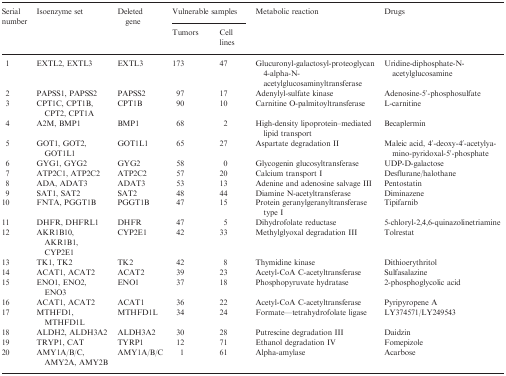 Serial number	Isoenzyme set	Deleted gene	Vulnerable samples	Metabolic reaction	Drugs
Tumors	Cell lines
1	EXTL2, EXTL3	EXTL3	173	47	Glucuronyl-galactosyl-proteoglycan 4-alpha-N-acetylglucosaminyltransferase	Uridine-diphosphate-N-acetylglucosamine
2	PAPSS1, PAPSS2	PAPSS2	97	17	Adenylyl-sulfate kinase	Adenosine-5'-phosphosulfate
3	CPT1C, CPT1B, CPT2, CPT1A	CPT1B	90	10	Carnitine O-palmitoyltransferase	L-carnitine
4	A2M, BMP1	BMP1	68	2	High-density lipoprotein–mediated lipid transport	Becaplermin
5	GOT1, GOT2, GOT1L1	GOT1L1	65	27	Aspartate degradation II	Maleic acid, 4'-deoxy-4'-acetylya-mino-pyridoxal-5'-phosphate
6	GYG1, GYG2	GYG2	58	0	Glycogenin glucosyltransferase	UDP-D-galactose
7	ATP2C1, ATP2C2	ATP2C2	57	20	Calcium transport I	Desflurane/halothane
8	ADA, ADAT3	ADAT3	53	13	Adenine and adenosine salvage III	Pentostatin
9	SAT1, SAT2	SAT2	48	44	Diamine N-acetyltransferase	Diminazene
10	FNTA, PGGT1B	PGGT1B	47	15	Protein geranylgeranyltransferase type I	Tipifarnib
11	DHFR, DHFRL1	DHFR	47	5	Dihydrofolate reductase	5-chloryl-2,4,6-quinazolinetriamine
12	AKR1B10, AKR1B1, CYP2E1	CYP2E1	42	33	Methylglyoxal degradation III	Tolrestat
13	TK1, TK2	TK2	42	8	Thymidine kinase	Dithioerythritol
14	ACAT1, ACAT2	ACAT2	39	23	Acetyl-CoA C-acetyltransferase	Sulfasalazine
15	ENO1, ENO2, ENO3	ENO1	37	18	Phosphopyruvate hydratase	2-phosphoglycolic acid
16	ACAT1, ACAT2	ACAT1	36	22	Acetyl-CoA C-acetyltransferase	Pyripyropene A
17	MTHFD1, MTHFD1L	MTHFD1L	34	24	Formate—tetrahydrofolate ligase	LY374571/LY249543
18	ALDH2, ALDH3A2	ALDH3A2	30	28	Putrescine degradation III	Daidzin
19	TRYP1, CAT	TYRP1	12	71	Ethanol degradation IV	Fomepizole
20	AMY1A/B/C, AMY2A, AMY2B	AMY1A/B/C	1	61	Alpha-amylase	Acarbose